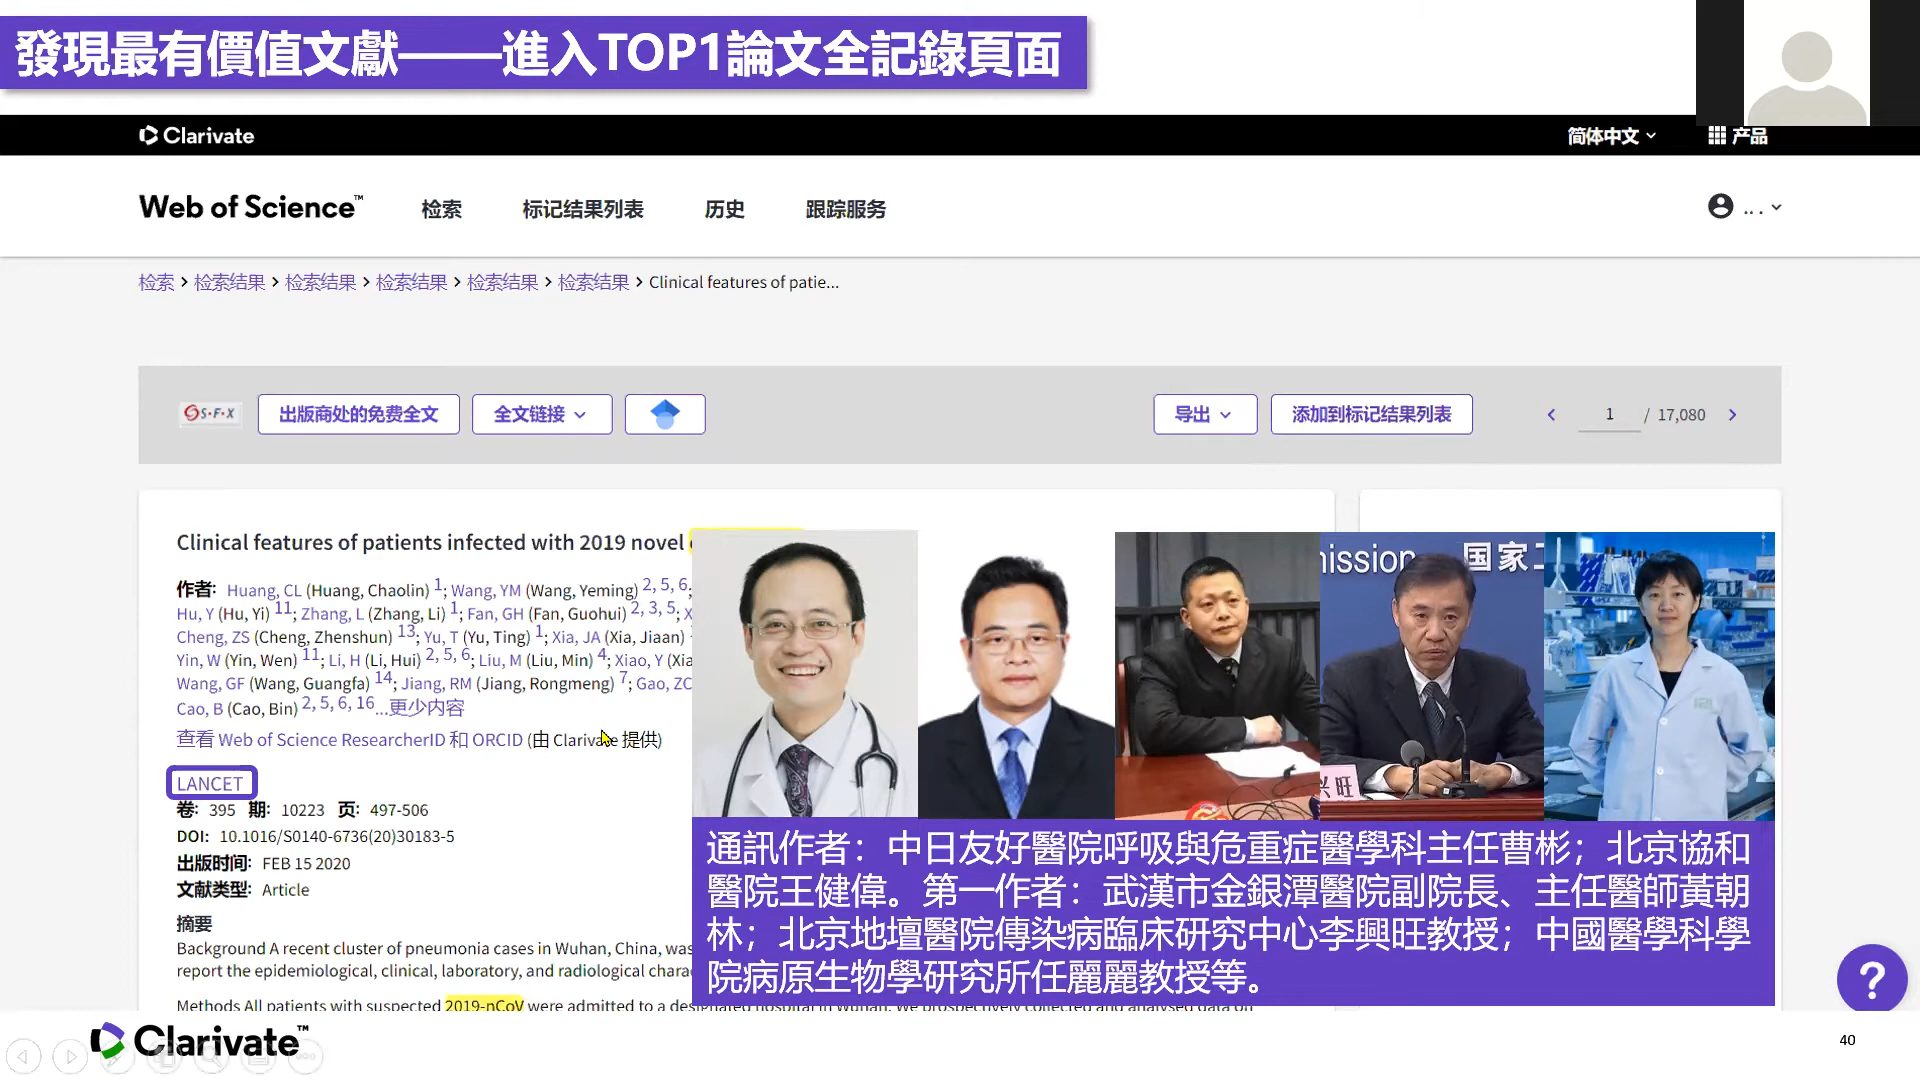 發現最有價值文獻——進入TOP1論文全記錄頁面
Clarivate
简体中文
产品
Web of Science™
检索
标记结果列表
历史
跟踪服务
...
检索 > 检索结果 > 检索结果 > 检索结果 > 检索结果 > 检索结果 > Clinical features of patie...
S·F·X
出版商处的免费全文
全文链接
导出
添加到标记结果列表
1 / 17,080
Clinical features of patients infected with 2019 novel
作者: Huang, CL (Huang, Chaolin) 1; Wang, YM (Wang, Yeming) 2, 5, 6;
Hu, Y (Hu, Yi) 11; Zhang, L (Zhang, Li) 1; Fan, GH (Fan, Guohui) 2, 3, 5; X
Cheng, ZS (Cheng, Zhenshun) 13; Yu, T (Yu, Ting) 1; Xia, JA (Xia, Jiaan)
Yin, W (Yin, Wen) 11; Li, H (Li, Hui) 2, 5, 6; Liu, M (Liu, Min) 4; Xiao, Y (Xia
Wang, GF (Wang, Guangfa) 14; Jiang, RM (Jiang, Rongmeng) 7; Gao, ZC
Cao, B (Cao, Bin) 2, 5, 6, 16 ...更少内容
查看 Web of Science ResearcherID 和 ORCID (由 Clarivate 提供)
LANCET
卷: 395 期: 10223 页: 497-506
DOI: 10.1016/S0140-6736(20)30183-5
出版时间: FEB 15 2020
文献类型: Article
摘要
Background A recent cluster of pneumonia cases in Wuhan, China, was
report the epidemiological, clinical, laboratory, and radiological chara
Methods All patients with suspected 2019-nCoV were admitted to a designated hospital in Wuhan. We prospectively collected and analysed data on
mission 国家卫
兴旺
通訊作者：中日友好醫院呼吸與危重症醫學科主任曹彬；北京協和
醫院王健偉。第一作者：武漢市金銀潭醫院副院長、主任醫師黃朝
林；北京地壇醫院傳染病臨床研究中心李興旺教授；中國醫學科學
院病原生物學研究所任麗麗教授等。
?
Clarivate™
40